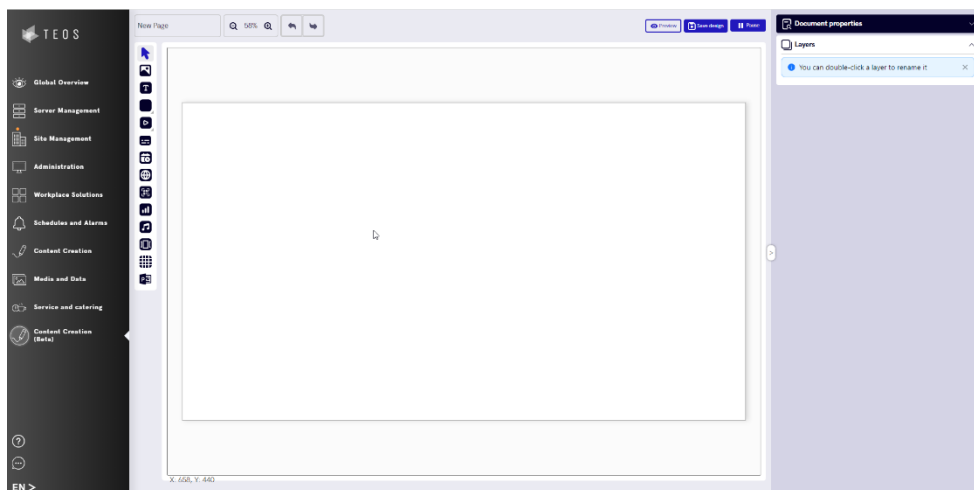 TEOS
Global Overview
Server Management
Site Management
Administration
Workplace Solutions
Schedules and Alarms
Content Creation
Media and Data
Service and catering
Content Creation
(Beta)
EN >
New Page
58%
Preview
Save design
T
P
X: 658, Y: 440
Document properties
Layers
You can double-click a layer to rename it